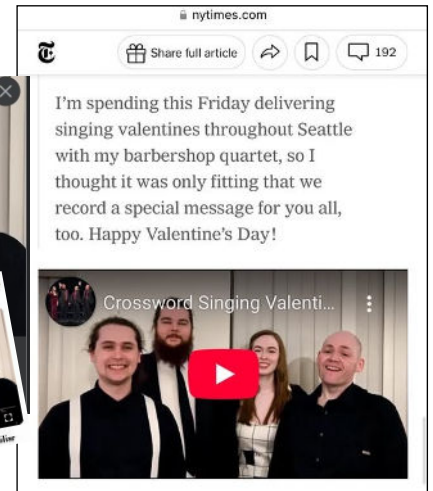 nytimes.com
Share full article
192
I'm spending this Friday delivering
singing valentines throughout Seattle
with my barbershop quartet, so I
thought it was only fitting that we
record a special message for you all,
too. Happy Valentine's Day!
Crossword Singing Valenti...